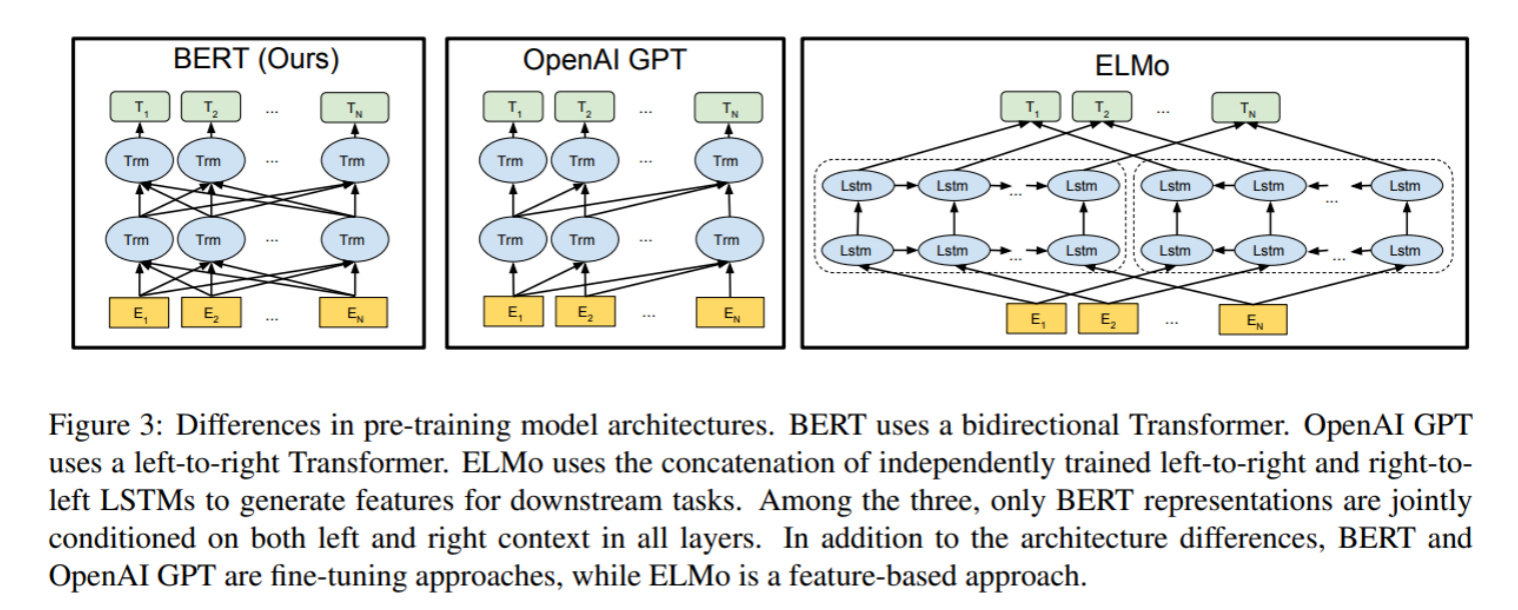 BERT (Ours)
T1 T2 ... TN
Trm Trm ... Trm
Trm Trm ... Trm
E1 E2 ... EN
OpenAI GPT
T1 T2 ... TN
Trm Trm ... Trm
Trm Trm ... Trm
E1 E2 ... EN
ELMo
T1 T2 ... TN
Lstm Lstm ... Lstm Lstm Lstm ... Lstm
Lstm Lstm ... Lstm Lstm Lstm ... Lstm
E1 E2 ... EN
Figure 3: Differences in pre-training model architectures. BERT uses a bidirectional Transformer. OpenAI GPT
uses a left-to-right Transformer. ELMo uses the concatenation of independently trained left-to-right and right-to-
left LSTMs to generate features for downstream tasks. Among the three, only BERT representations are jointly
conditioned on both left and right context in all layers. In addition to the architecture differences, BERT and
OpenAI GPT are fine-tuning approaches, while ELMo is a feature-based approach.